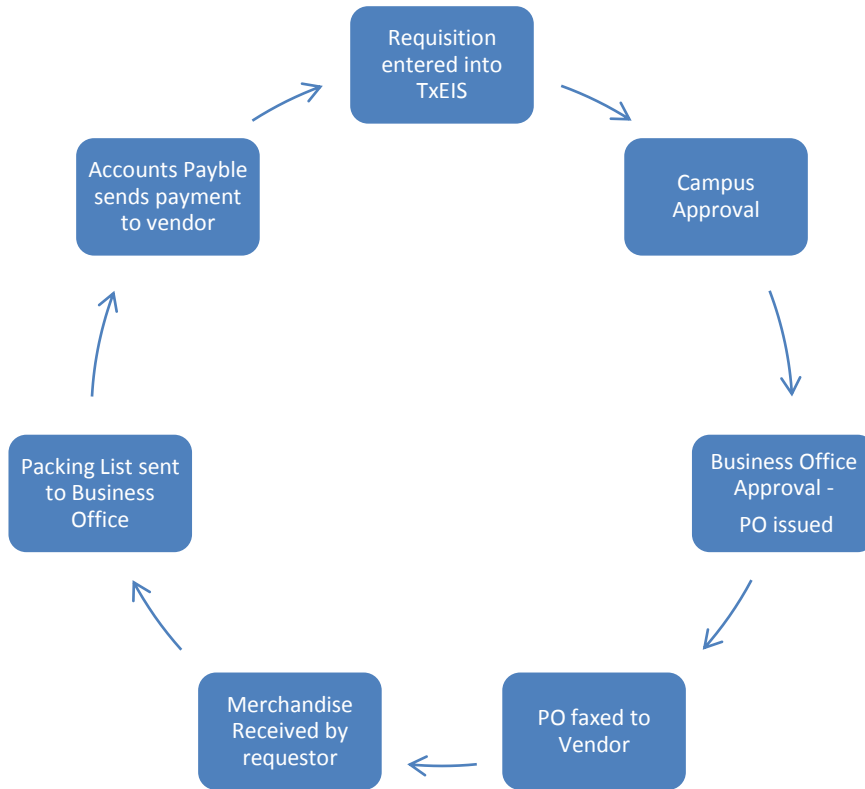 Requisition
entered into
TxEIS
Campus
Approval
Business Office
Approval -
PO issued
PO faxed to
Vendor
Merchandise
Received by
requestor
Packing List sent
to Business
Office
Accounts Payble
sends payment
to vendor